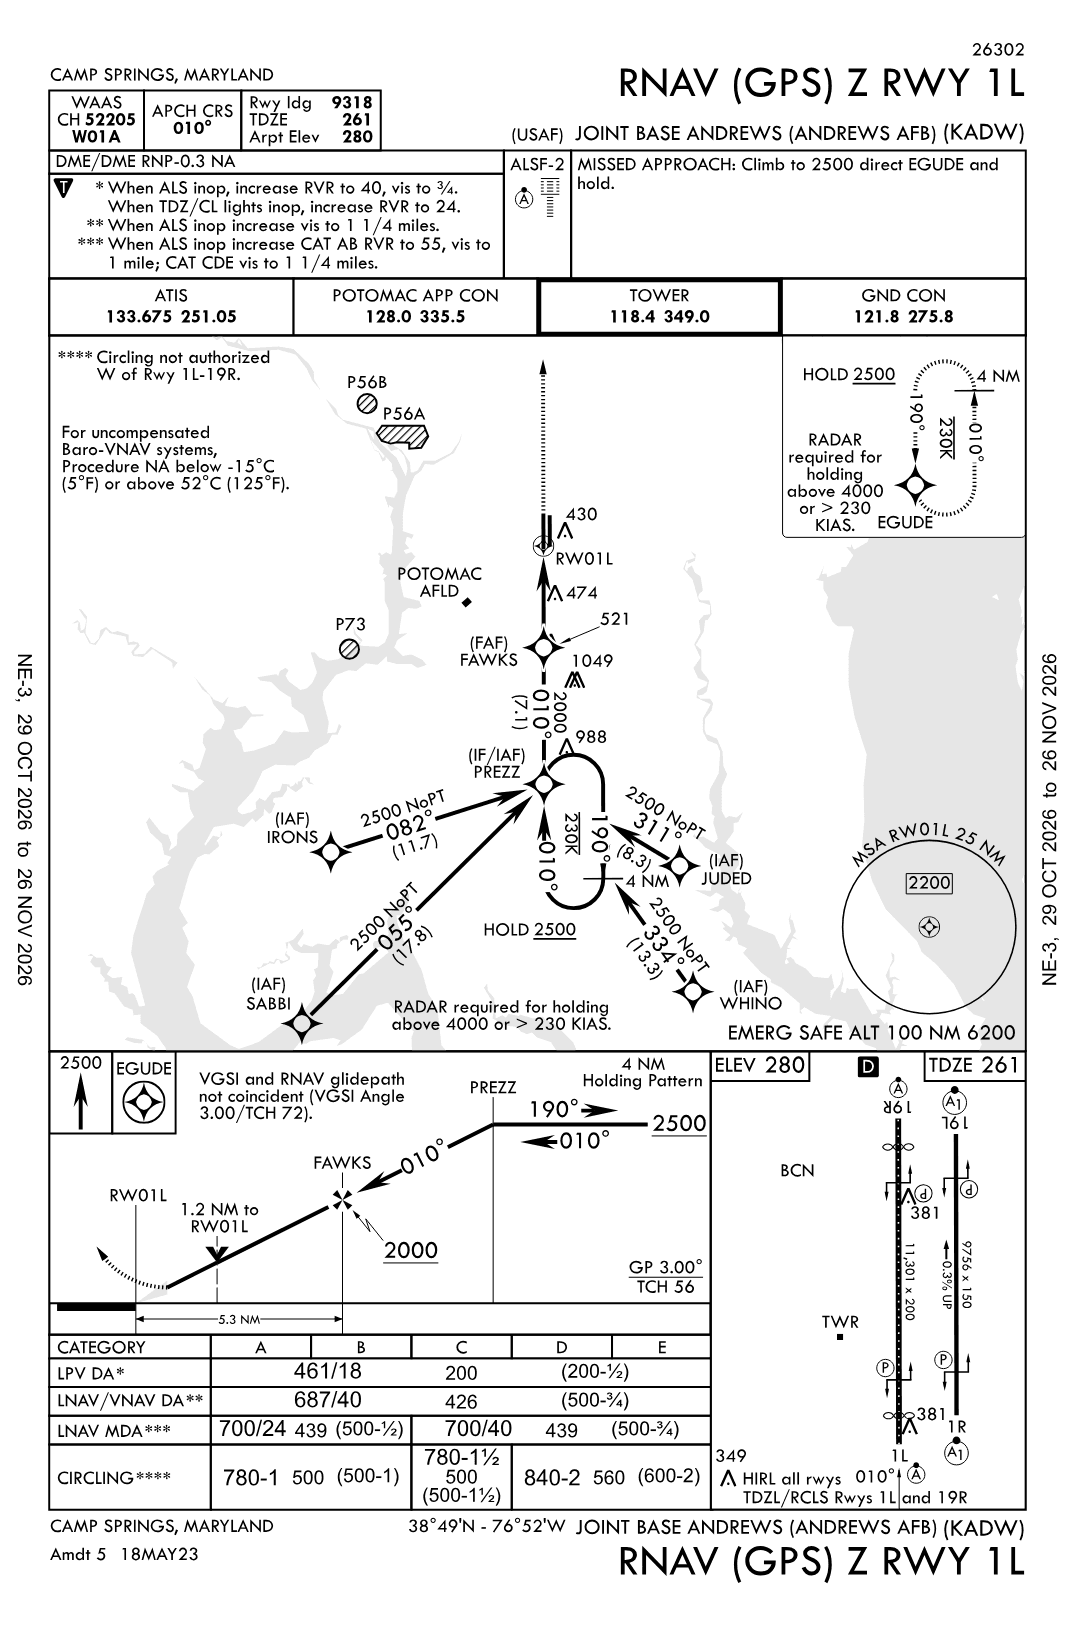 26302
CAMP SPRINGS, MARYLAND
RNAV (GPS) Z RWY 1L
WAAS
CH 52205
W01A
APCH CRS
010°
Rwy ldg 9318
TDZE 261
Arpt Elev 280
(USAF) JOINT BASE ANDREWS (ANDREWS AFB) (KADW)
DME/DME RNP-0.3 NA
T
* When ALS inop, increase RVR to 40, vis to ¾.
When TDZ/CL lights inop, increase RVR to 24.
** When ALS inop increase vis to 1 1/4 miles.
*** When ALS inop increase CAT AB RVR to 55, vis to
1 mile; CAT CDE vis to 1 1/4 miles.
ALSF-2
A
MISSED APPROACH: Climb to 2500 direct EGUDE and
hold.
ATIS
133.675 251.05
POTOMAC APP CON
128.0 335.5
TOWER
118.4 349.0
GND CON
121.8 275.8
**** Circling not authorized
W of Rwy 1L-19R.
For uncompensated
Baro-VNAV systems,
Procedure NA below -15°C
(5°F) or above 52°C (125°F).
P56B
P56A
HOLD 2500
4 NM
190°
230K
010°
RADAR
required for
holding
above 4000
or > 230
KIAS.
EGUDE
430
RW01L
POTOMAC
AFLD
474
521
P73
(FAF)
FAWKS
1049
2000
010°
(7.1)
988
(IF/IAF)
PREZZ
(IAF)
IRONS
2500 NoPT
082°
(11.7)
2500 NoPT
311°
(8.3)
(IAF)
JUDED
010°
230K
190°
4 NM
HOLD 2500
2500 NoPT
055°
(17.8)
2500 NoPT
334°
(13.3)
(IAF)
SABBI
(IAF)
WHINO
RADAR required for holding
above 4000 or > 230 KIAS.
MSA RW01L 25 NM
2200
EMERG SAFE ALT 100 NM 6200
NE-3, 29 OCT 2026 to 26 NOV 2026
NE-3, 29 OCT 2026 to 26 NOV 2026
2500
EGUDE
VGSI and RNAV glidepath
not coincident (VGSI Angle
3.00/TCH 72).
PREZZ
4 NM
Holding Pattern
190°
010°
2500
FAWKS
010°
RW01L
1.2 NM to
RW01L
2000
GP 3.00°
TCH 56
5.3 NM
ELEV 280
D
TDZE 261
A
19R
A1
19L
BCN
P
P
381
11,301 x 200
0.3% UP
9756 x 150
TWR
P
P
381
1R
1L
A
A1
349
HIRL all rwys 010°
TDZL/RCLS Rwys 1L and 19R
CATEGORY A B C D E
LPV DA* 461/18 200 (200-½)
LNAV/VNAV DA** 687/40 426 (500-¾)
LNAV MDA*** 700/24 439 (500-½) 700/40 439 (500-¾)
CIRCLING**** 780-1 500 (500-1) 780-1½ 500 (500-1½) 840-2 560 (600-2)
CAMP SPRINGS, MARYLAND
38°49'N - 76°52'W JOINT BASE ANDREWS (ANDREWS AFB) (KADW)
Amdt 5 18MAY23
RNAV (GPS) Z RWY 1L